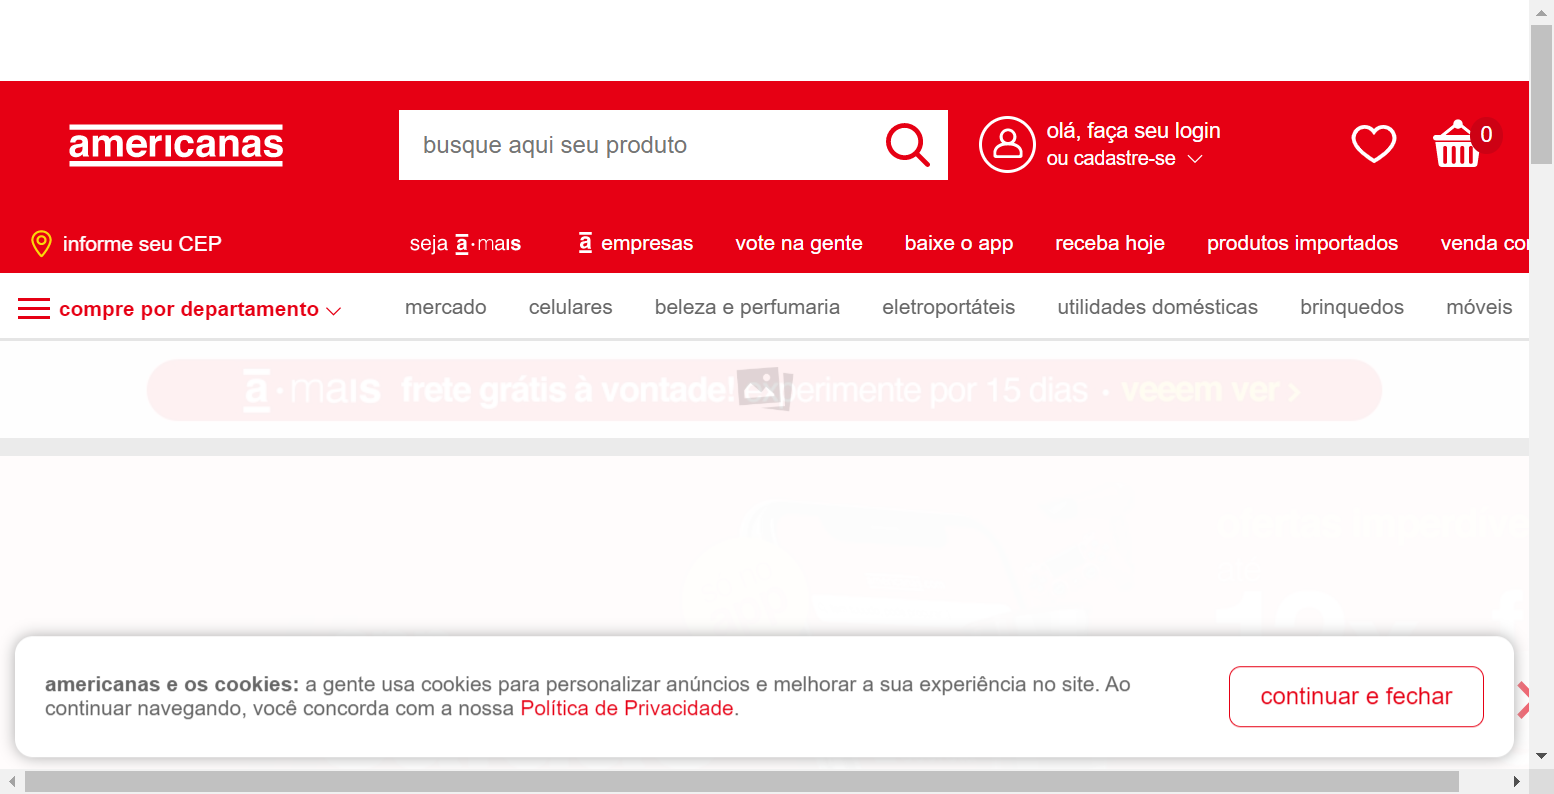 americanas
busque aqui seu produto
olá, faça seu login
ou cadastre-se
0
informe seu CEP
seja a·mais
a empresas
vote na gente
baixe o app
receba hoje
produtos importados
venda
compre por departamento
mercado
celulares
beleza e perfumaria
eletroportáteis
utilidades domésticas
brinquedos
móveis
a·mais frete grátis à vontade! experimente por 15 dias · veeem ver >
americanas e os cookies: a gente usa cookies para personalizar anúncios e melhorar a sua experiência no site. Ao
continuar navegando, você concorda com a nossa Política de Privacidade.
continuar e fechar